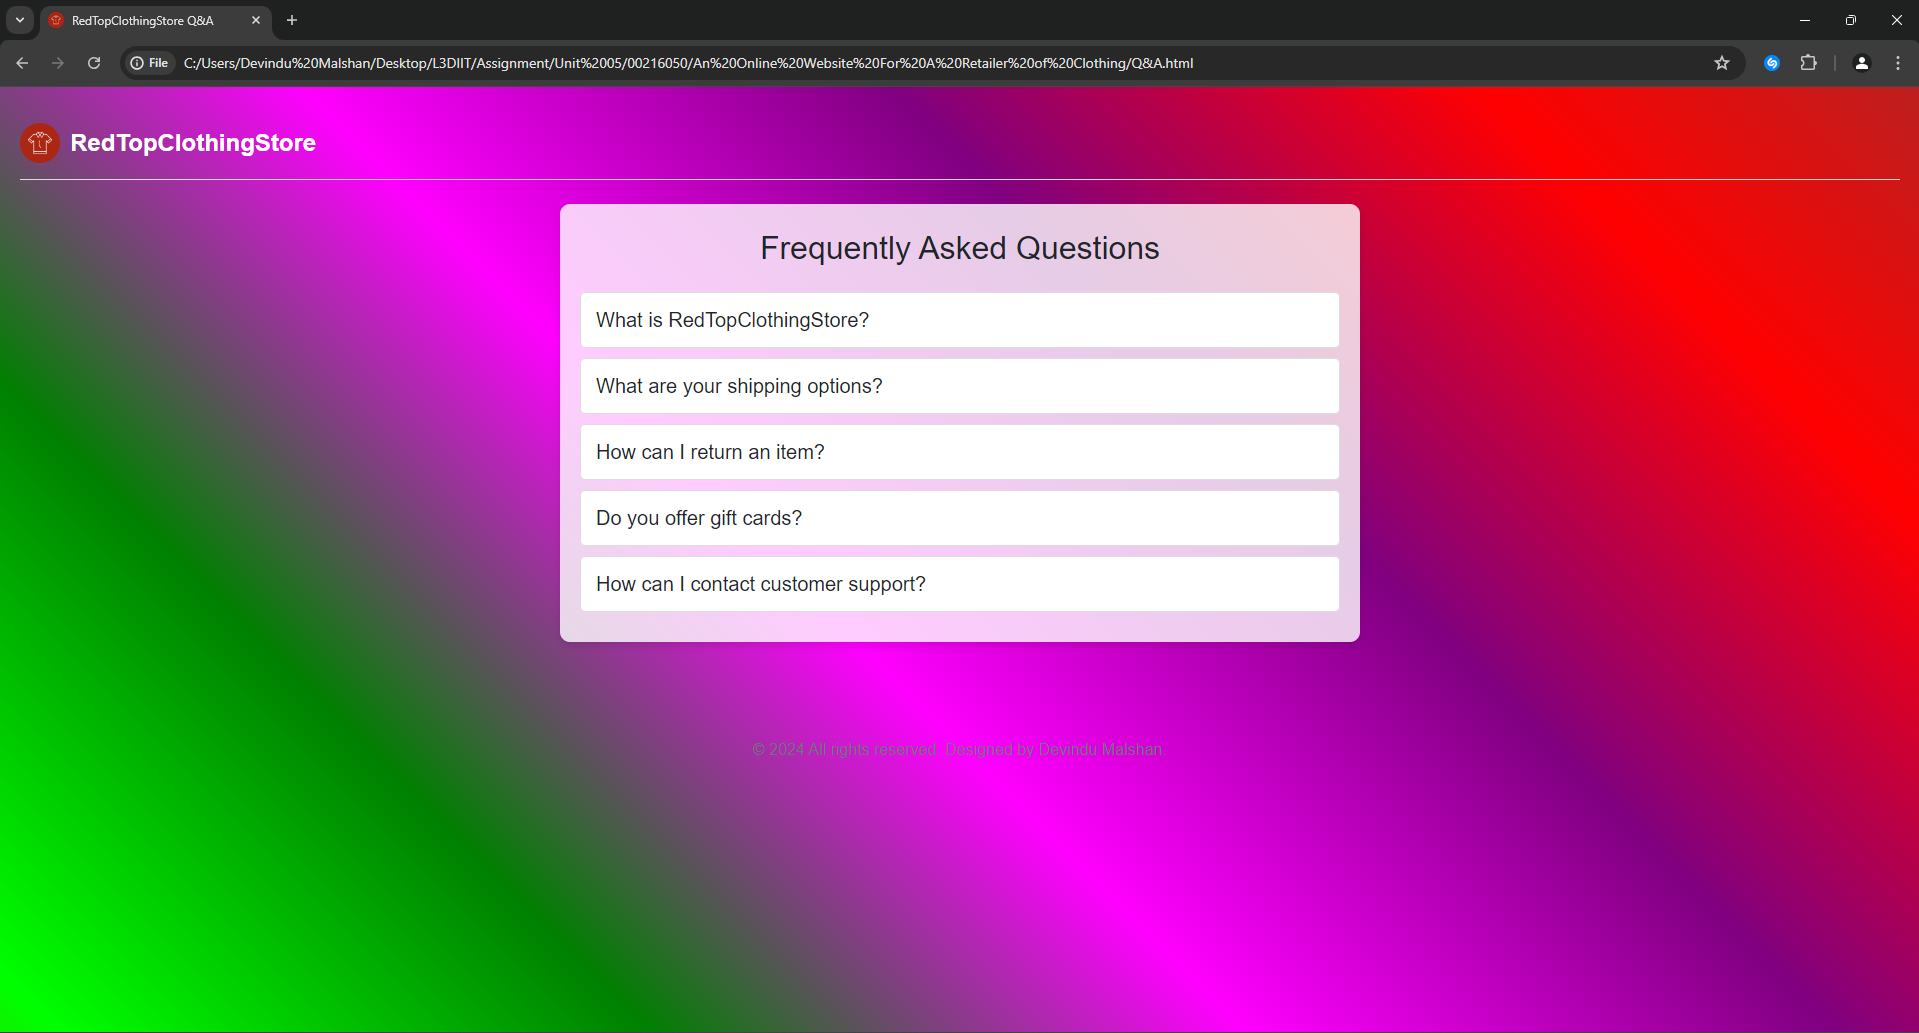 RedTopClothingStore Q&A
File C:/Users/Devindu%20Malshan/Desktop/L3DIIT/Assignment/Unit%2005/00216050/An%20Online%20Website%20For%20A%20Retailer%20of%20Clothing/Q&A.html
RedTopClothingStore
Frequently Asked Questions
What is RedTopClothingStore?
What are your shipping options?
How can I return an item?
Do you offer gift cards?
How can I contact customer support?
© 2024 All rights reserved. Designed by Devindu Malshan.